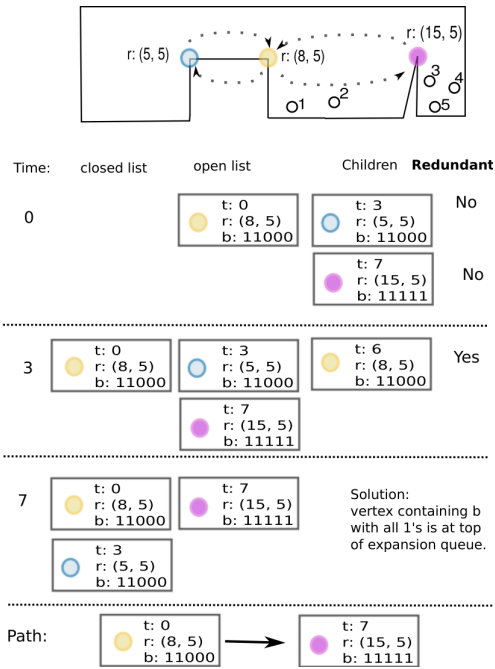 r: (15, 5)
r: (5, 5)
r: (8, 5)
3
4
1
2
5
Time:
closed list
open list
Children
Redundant
0
t: 0
r: (8, 5)
b: 11000
t: 3
r: (5, 5)
b: 11000
No
t: 7
r: (15, 5)
b: 11111
No
3
t: 0
r: (8, 5)
b: 11000
t: 3
r: (5, 5)
b: 11000
t: 6
r: (8, 5)
b: 11000
Yes
t: 7
r: (15, 5)
b: 11111
7
t: 0
r: (8, 5)
b: 11000
t: 7
r: (15, 5)
b: 11111
Solution:
vertex containing b
with all 1's is at top
of expansion queue.
t: 3
r: (5, 5)
b: 11000
Path:
t: 0
r: (8, 5)
b: 11000
t: 7
r: (15, 5)
b: 11111